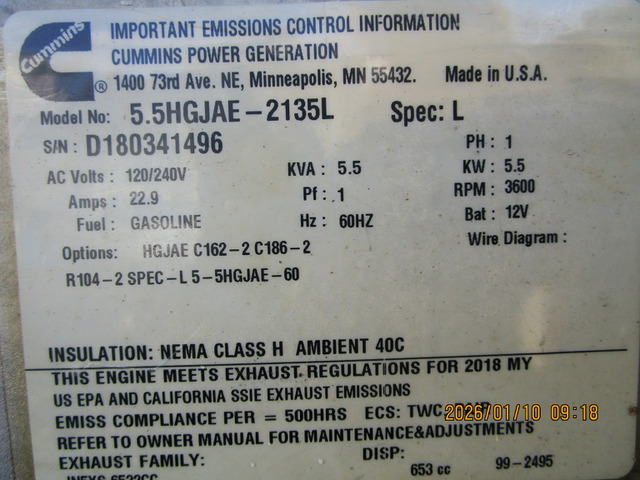 Cummins
IMPORTANT EMISSIONS CONTROL INFORMATION
CUMMINS POWER GENERATION
® 1400 73rd Ave. NE, Minneapolis, MN 55432. Made in U.S.A.
Model No: 5.5HGJAE-2135L Spec: L
S/N: D180341496 PH: 1
AC Volts: 120/240V KVA: 5.5 KW: 5.5
Amps: 22.9 Pf: 1 RPM: 3600
Fuel: GASOLINE Hz: 60HZ Bat: 12V
Options: HGJAE C162-2 C186-2 Wire Diagram:
R104-2 SPEC-L 5-5HGJAE-60
INSULATION: NEMA CLASS H AMBIENT 40C
THIS ENGINE MEETS EXHAUST REGULATIONS FOR 2018 MY
US EPA AND CALIFORNIA SSIE EXHAUST EMISSIONS
EMISS COMPLIANCE PER = 500HRS ECS: TWC
2026/01/10 09:18
REFER TO OWNER MANUAL FOR MAINTENANCE&ADJUSTMENTS
EXHAUST FAMILY: DISP:
653 cc 99-2495